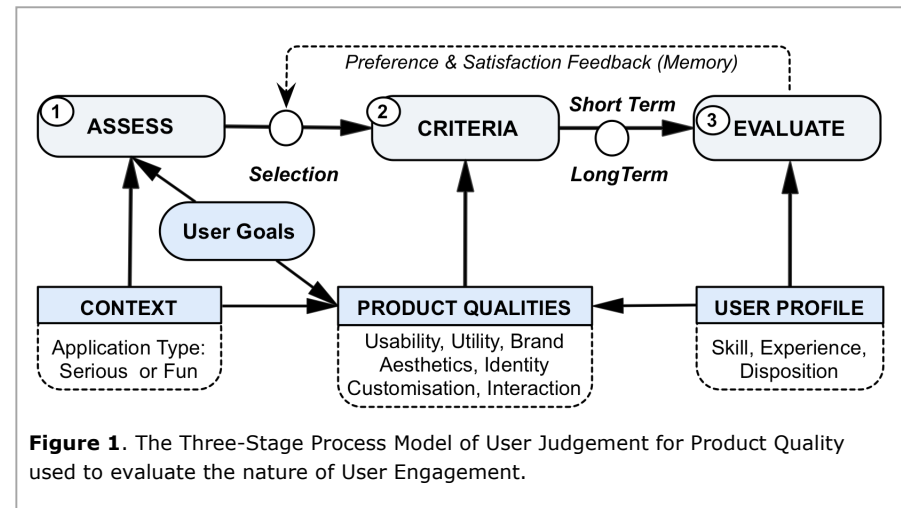 Preference & Satisfaction Feedback (Memory)
1
ASSESS
Selection
2
CRITERIA
Short Term
LongTerm
3
EVALUATE
User Goals
CONTEXT
Application Type:
Serious or Fun
PRODUCT QUALITIES
Usability, Utility, Brand
Aesthetics, Identity
Customisation, Interaction
USER PROFILE
Skill, Experience,
Disposition
Figure 1. The Three-Stage Process Model of User Judgement for Product Quality
used to evaluate the nature of User Engagement.